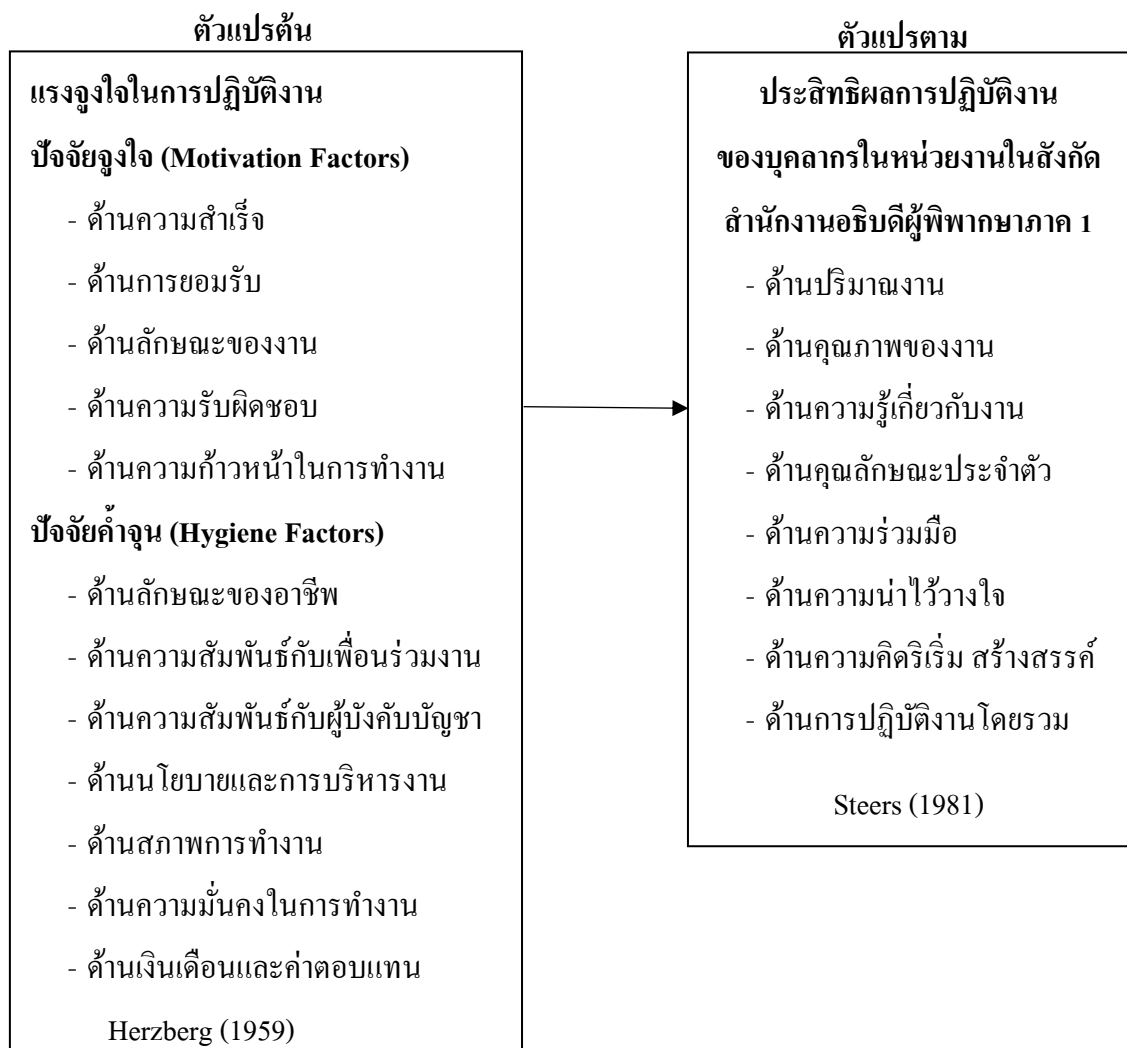 ตัวแปรต้น
แรงจูงใจในการปฏิบัติงาน
ปัจจัยจูงใจ (Motivation Factors)
- ด้านความสำเร็จ
- ด้านการยอมรับ
- ด้านลักษณะของงาน
- ด้านความรับผิดชอบ
- ด้านความก้าวหน้าในการทำงาน
ปัจจัยค้ำจุน (Hygiene Factors)
- ด้านลักษณะของอาชีพ
- ด้านความสัมพันธ์กับเพื่อนร่วมงาน
- ด้านความสัมพันธ์กับผู้บังคับบัญชา
- ด้านนโยบายและการบริหารงาน
- ด้านสภาพการทำงาน
- ด้านความมั่นคงในการทำงาน
- ด้านเงินเดือนและค่าตอบแทน
Herzberg (1959)
ตัวแปรตาม
ประสิทธิผลการปฏิบัติงาน
ของบุคลากรในหน่วยงานในสังกัด
สำนักงานอธิบดีผู้พิพากษาภาค 1
- ด้านปริมาณงาน
- ด้านคุณภาพของงาน
- ด้านความรู้เกี่ยวกับงาน
- ด้านคุณลักษณะประจำตัว
- ด้านความร่วมมือ
- ด้านความน่าไว้วางใจ
- ด้านความคิดริเริ่ม สร้างสรรค์
- ด้านการปฏิบัติงานโดยรวม
Steers (1981)